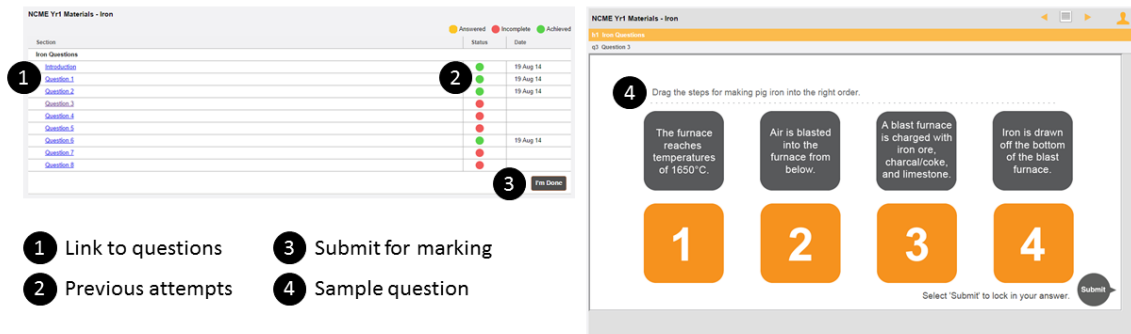 NCME Yr1 Materials - Iron
Answered Incomplete Achieved
Section Status Date
Iron Questions
Introduction 19 Aug 14
Question 1 19 Aug 14
Question 2 19 Aug 14
Question 3
Question 4
Question 5
Question 6 19 Aug 14
Question 7
Question 8
I'm Done
1
2
3
1 Link to questions
2 Previous attempts
3 Submit for marking
4 Sample question
NCME Yr1 Materials - Iron
h1 Iron Questions
q3 Question 3
4
Drag the steps for making pig iron into the right order.
The furnace
reaches
temperatures
of 1650°C.
Air is blasted
into the
furnace from
below.
A blast furnace
is charged with
iron ore,
charcal/coke,
and limestone.
Iron is drawn
off the bottom
of the blast
furnace.
1 2 3 4
Select 'Submit' to lock in your answer.
Submit